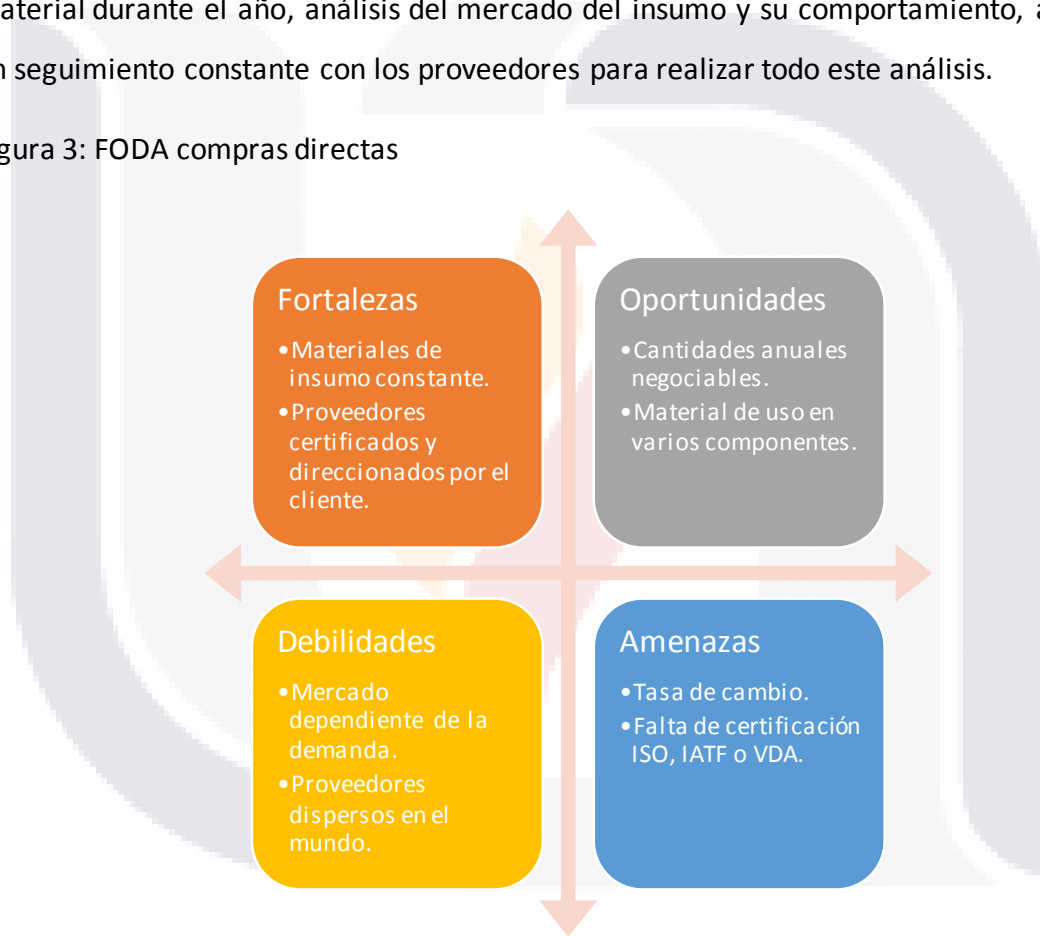 aterial durante el año, análisis del mercado del insumo y su comportamiento, a
n seguimiento constante con los proveedores para realizar todo este análisis.
gura 3: FODA compras directas
Fortalezas
•Materiales de
insumo constante.
•Proveedores
certificados y
direccionados por el
cliente.
Oportunidades
•Cantidades anuales
negociables.
•Material de uso en
varios componentes.
Debilidades
•Mercado
dependiente de la
demanda.
•Proveedores
dispersos en el
mundo.
Amenazas
•Tasa de cambio.
•Falta de certificación
ISO, IATF o VDA.